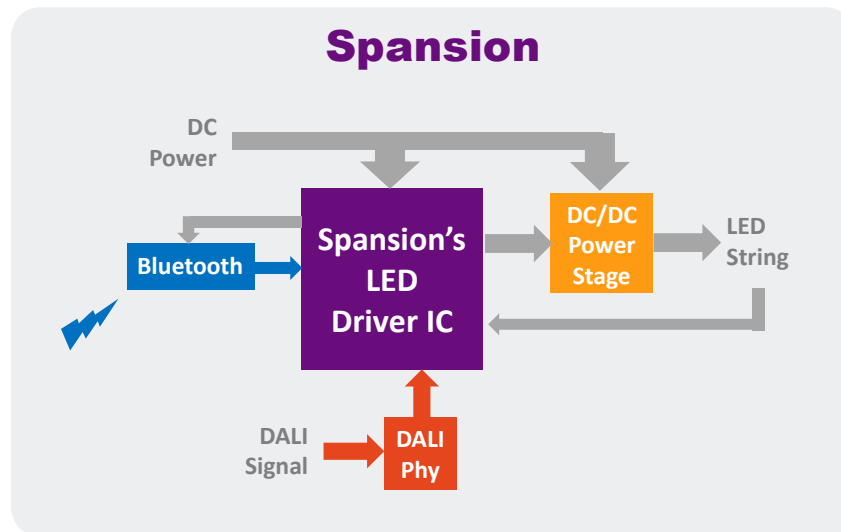 Spansion
DC
Power
Spansion's
LED
Driver IC
DC/DC
Power
Stage
LED
String
Bluetooth
DALI
Signal
DALI
Phy